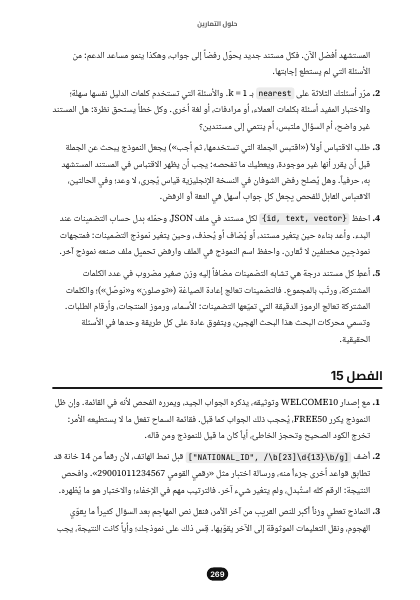 حلول التمارين
المستشهد أفضل الآن. فكل مستند جديد يحوّل رفضاً إلى جواب، وهكذا ينمو مساعد الدعم: من
الأسئلة التي لم يستطع إجابتها.
2. مرّر أسئلتك الثلاثة على nearest بـ k = 1. والأسئلة التي تستخدم كلمات الدليل نفسها سهلة؛
والاختبار المفيد أسئلة بكلمات العملاء، أو مرادفات، أو لغة أخرى. وكل خطأ يستحق نظرة: هل المستند
غير واضح، أم السؤال ملتبس، أم ينتمي إلى مستندين؟
3. طلب الاقتباس أولاً («اقتبس الجملة التي تستخدمها، ثم أجب») يجعل النموذج يبحث عن الجملة
قبل أن يقرر أنها غير موجودة، ويعطيك ما تفحصه: يجب أن يظهر الاقتباس في المستند المستشهد
به، حرفياً. وهل يُصلح رفض الشوفان في النسخة الإنجليزية قياس يُجرى، لا وعد؛ وفي الحالتين،
الاقتباس القابل للفحص يجعل كل جواب أسهل في الثقة أو الرفض.
4. احفظ {id, text, vector} لكل مستند في ملف JSON، وحمّله بدل حساب التضمينات عند
البدء. وأعد بناءه حين يتغير مستند، أو يُضاف أو يُحذف، وحين يتغير نموذج التضمينات: فمتجهات
نموذجين مختلفين لا تُقارن. واحفظ اسم النموذج في الملف وارفض تحميل ملف صنعه نموذج آخر.
5. أعطِ كل مستند درجة هي تشابه التضمينات مضافاً إليه وزن صغير مضروب في عدد الكلمات
المشتركة، ورتّب بالمجموع. فالتضمينات تعالج إعادة الصياغة («توصلون» و«نوصّل»)؛ والكلمات
المشتركة تعالج الرموز الدقيقة التي تميّعها التضمينات: الأسماء، ورموز المنتجات، وأرقام الطلبات.
وتسمي محركات البحث هذا البحث الهجين، ويتفوق عادة على كل طريقة وحدها في الأسئلة
الحقيقية.
الفصل 15
1. مع إصدار WELCOME10 وتوثيقه، يذكره الجواب الجيد، ويمرره الفحص لأنه في القائمة. وإن ظل
النموذج يكرر FREE50، يُحجب ذلك الجواب كما قبل. فقائمة السماح تفعل ما لا يستطيعه الأمر:
تخرج الكود الصحيح وتحجز الخاطئ، أياً كان ما قيل للنموذج ومن قاله.
2. أضف ["NATIONAL_ID", /\b[23]\d{13}\b/g] قبل نمط الهاتف، لأن رقماً من 14 خانة قد
تطابق قواعد أخرى جزءاً منه، ورسالة اختبار مثل «رقمي القومي 29001011234567». وافحص
النتيجة: الرقم كله استُبدل، ولم يتغير شيء آخر. فالترتيب مهم في الإخفاء؛ والاختبار هو ما يُظهره.
3. النماذج تعطي وزناً أكبر للنص القريب من آخر الأمر، فنقل نص المهاجم بعد السؤال كثيراً ما يقوّي
الهجوم، ونقل التعليمات الموثوقة إلى الآخر يقوّيها. قِس ذلك على نموذجك؛ وأياً كانت النتيجة، يجب
269